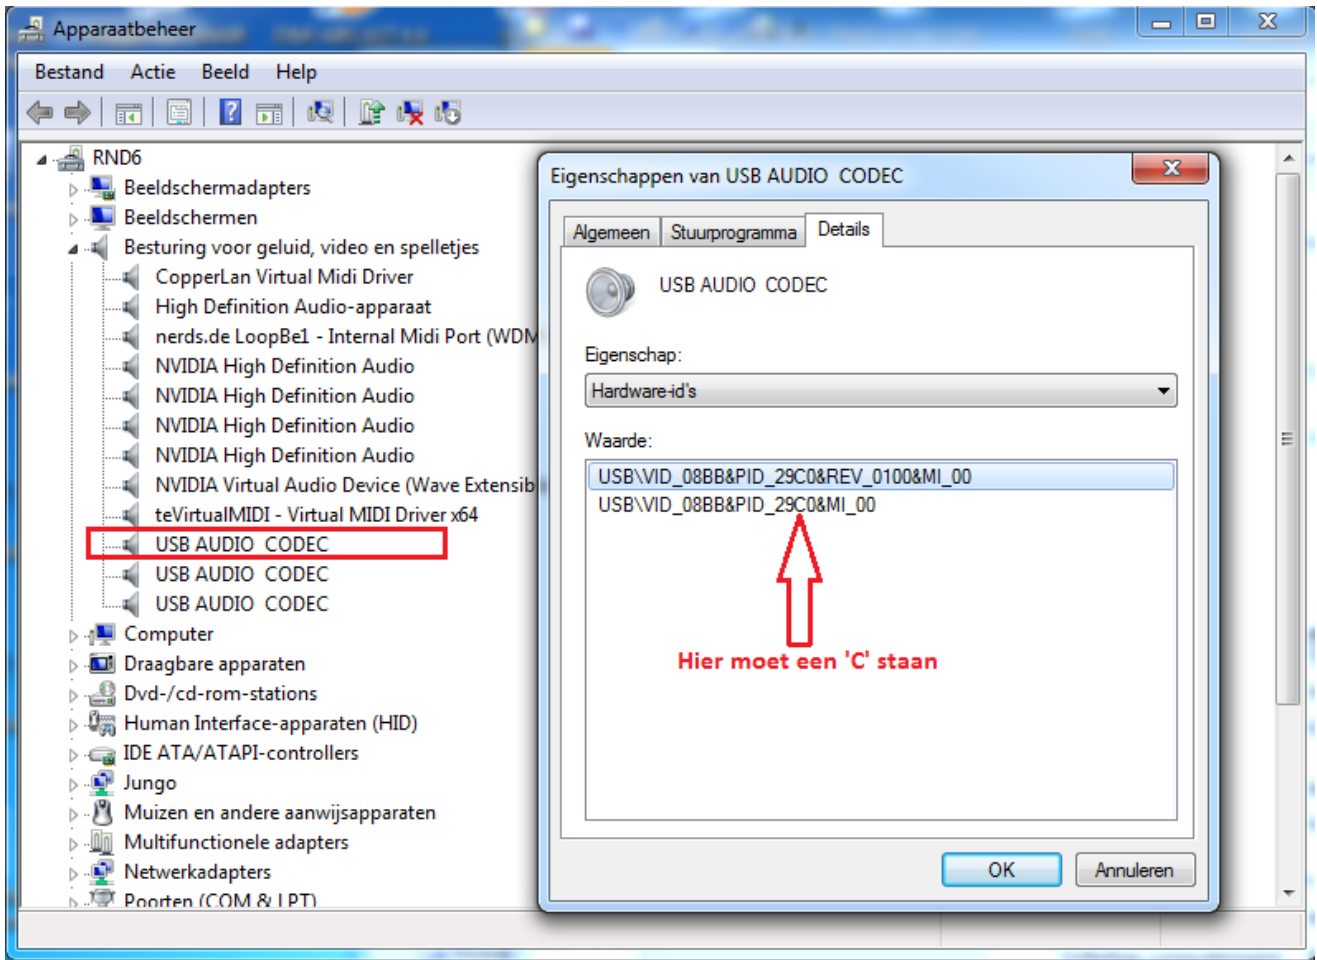 Apparaatbeheer
Bestand Actie Beeld Help
RND6
Beeldschermadapters
Beeldschermen
Besturing voor geluid, video en spelletjes
CopperLan Virtual Midi Driver
High Definition Audio-apparaat
nerds.de LoopBe1 - Internal Midi Port (WDM
NVIDIA High Definition Audio
NVIDIA High Definition Audio
NVIDIA High Definition Audio
NVIDIA High Definition Audio
NVIDIA Virtual Audio Device (Wave Extensib
teVirtualMIDI - Virtual MIDI Driver x64
USB AUDIO  CODEC
USB AUDIO  CODEC
USB AUDIO  CODEC
Computer
Draagbare apparaten
Dvd-/cd-rom-stations
Human Interface-apparaten (HID)
IDE ATA/ATAPI-controllers
Jungo
Muizen en andere aanwijsapparaten
Multifunctionele adapters
Netwerkadapters
Poorten (COM & LPT)
Eigenschappen van USB AUDIO  CODEC
Algemeen Stuurprogramma Details
USB AUDIO  CODEC
Eigenschap:
Hardware-id's
Waarde:
USB\VID_08BB&PID_29C0&REV_0100&MI_00
USB\VID_08BB&PID_29C0&MI_00
Hier moet een 'C' staan
OK Annuleren